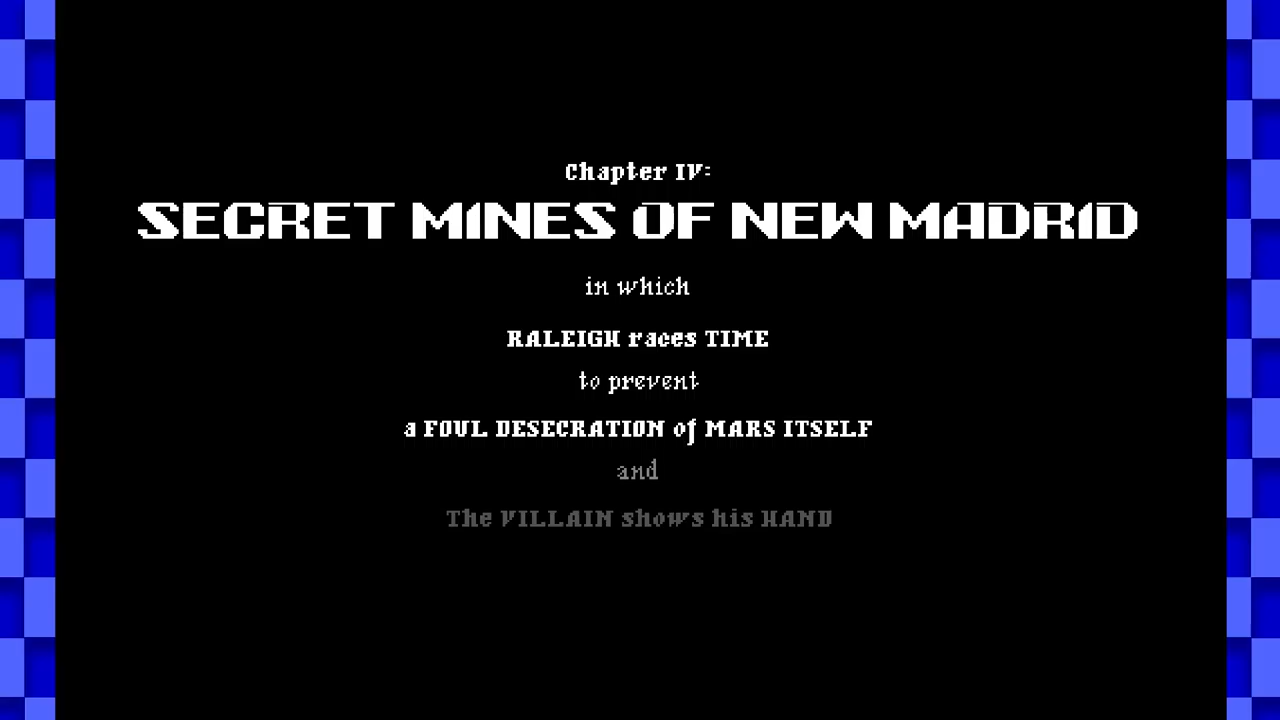 Chapter IV:
SECRET MINES OF NEW MADRID
in which
RALEIGH races TIME
to prevent
a FOUL DESECRATION of MARS ITSELF
and
The VILLAIN shows his HAND